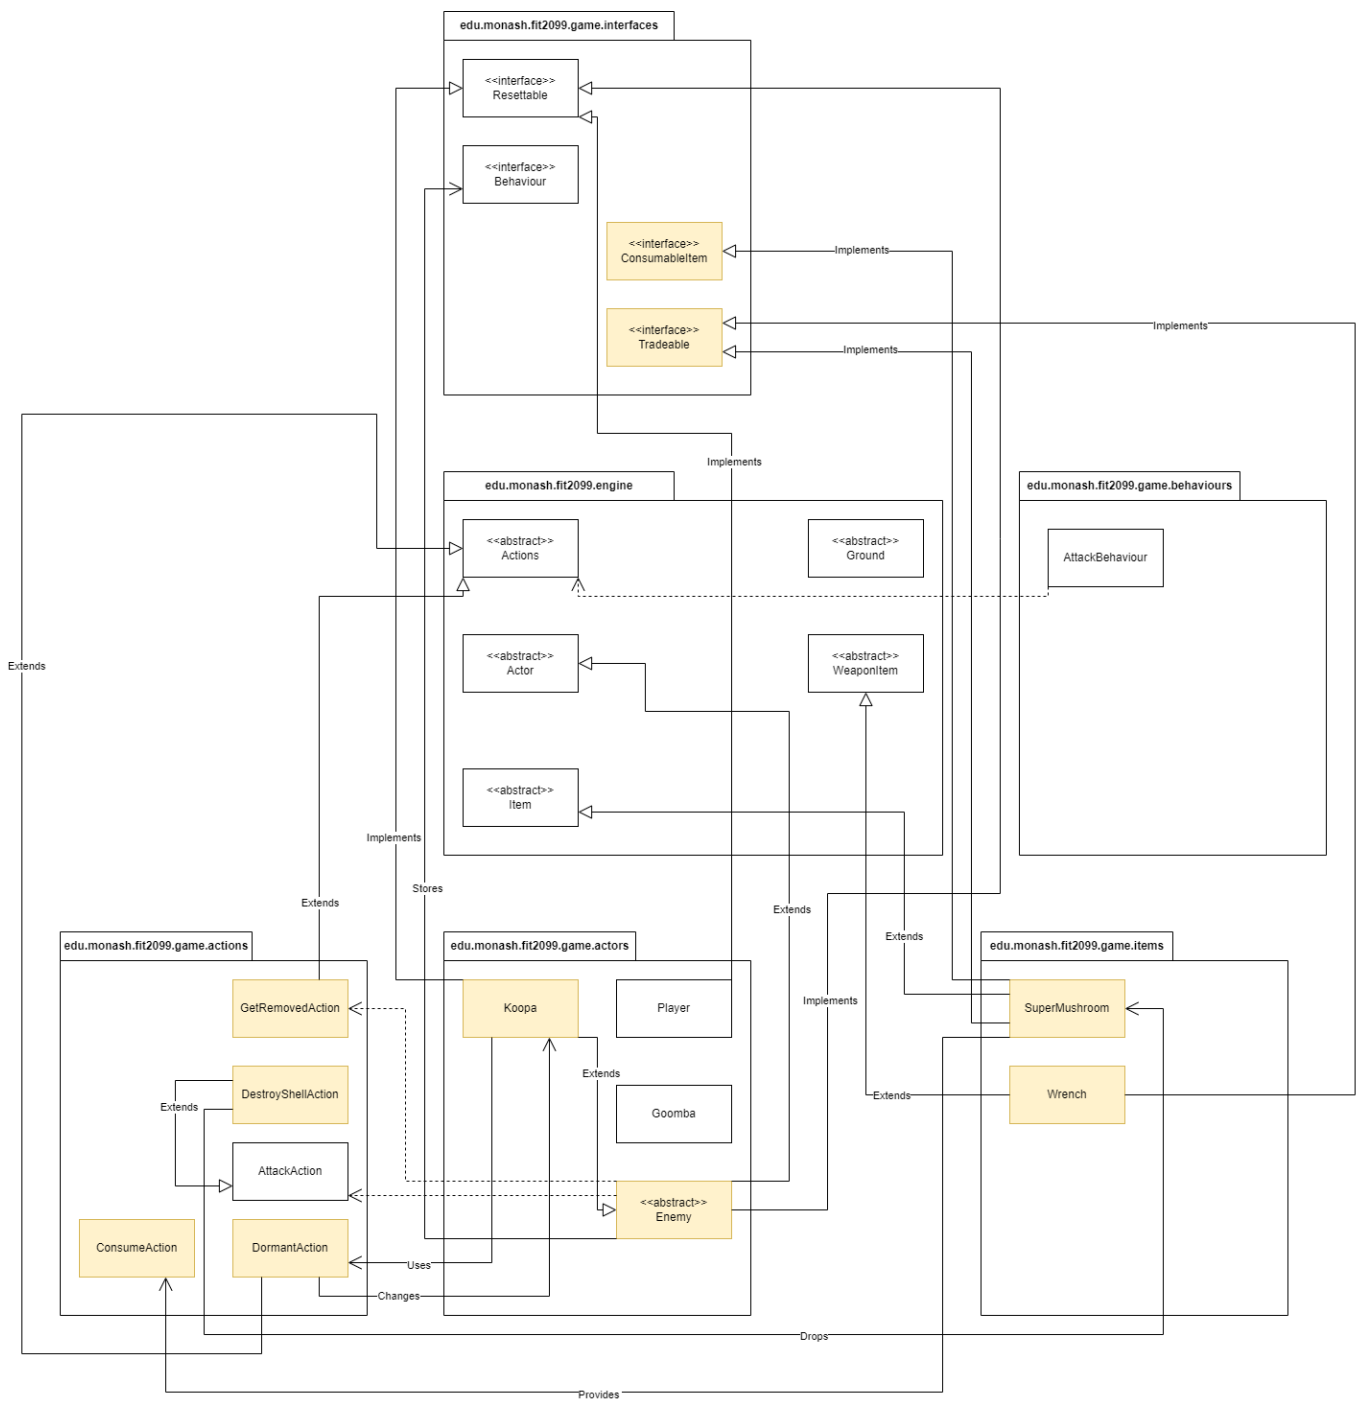 edu.monash.fit2099.game.interfaces
<<interface>>
Resettable
<<interface>>
Behaviour
<<interface>>
ConsumableItem
Implements
<<interface>>
Tradeable
Implements
Implements
Implements
edu.monash.fit2099.engine
edu.monash.fit2099.game.behaviours
<<abstract>>
Actions
<<abstract>>
Ground
AttackBehaviour
Extends
<<abstract>>
Actor
<<abstract>>
WeaponItem
<<abstract>>
Item
Implements
Stores
Extends
Extends
Extends
edu.monash.fit2099.game.actions
edu.monash.fit2099.game.actors
edu.monash.fit2099.game.items
GetRemovedAction
Koopa
Player
Implements
SuperMushroom
Extends
DestroyShellAction
Extends
Goomba
Extends
Wrench
AttackAction
<<abstract>>
Enemy
ConsumeAction
DormantAction
Uses
Changes
Drops
Provides